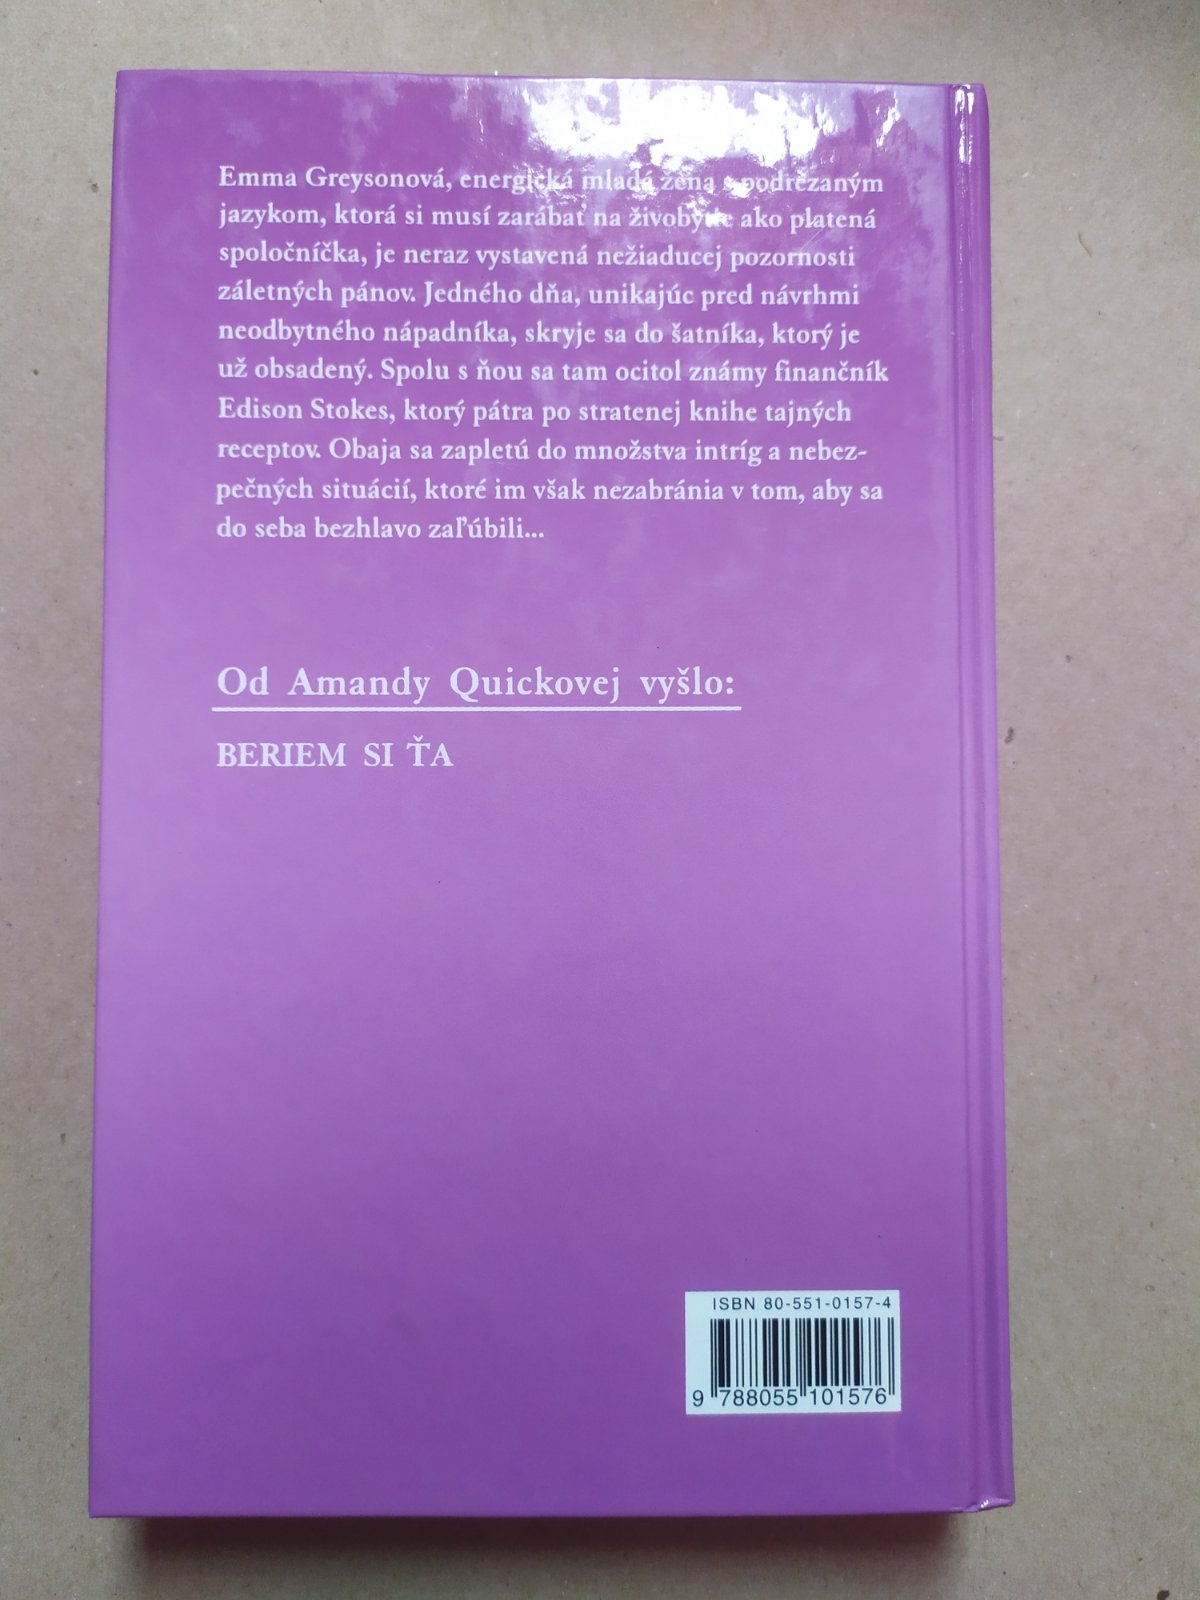 Emma Greysonová, energická mladá žena s podrezaným
jazykom, ktorá si musí zarábať na živobytie ako platená
spoločníčka, je neraz vystavená nežiaducej pozornosti
záletných pánov. Jedného dňa, unikajúc pred návrhmi
neodbytného nápadníka, skryje sa do šatníka, ktorý je
už obsadený. Spolu s ňou sa tam ocitol známy finančník
Edison Stokes, ktorý pátra po stratenej knihe tajných
receptov. Obaja sa zapletú do množstva intríg a nebez-
pečných situácií, ktoré im však nezabránia v tom, aby sa
do seba bezhlavo zaľúbili...
Od Amandy Quickovej vyšlo:
BERIEM SI ŤA
ISBN 80-551-0157-4
9 788055 101576